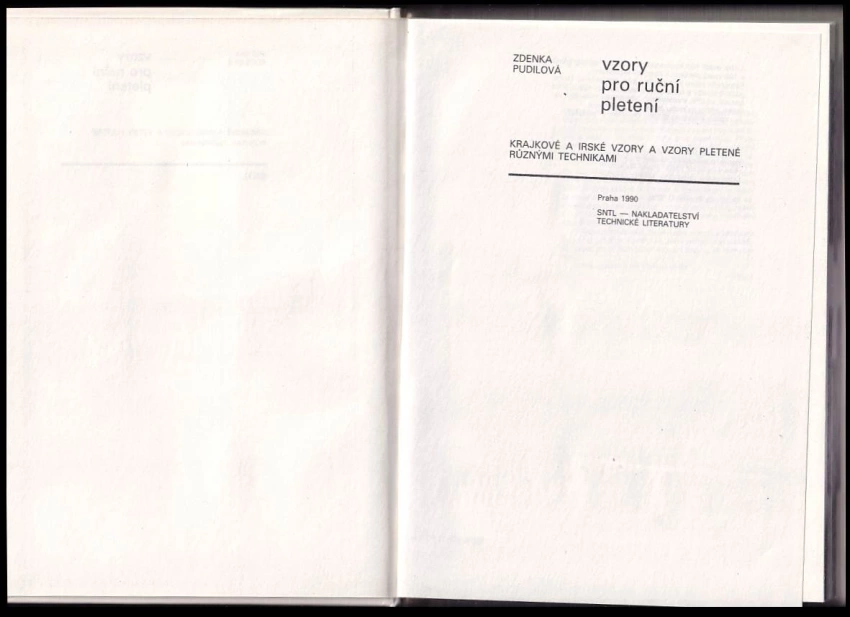 ZDENKA
PUDILOVÁ
vzory
pro ruční
pletení
KRAJKOVÉ A IRSKÉ VZORY A VZORY PLETENÉ
RŮZNÝMI TECHNIKAMI
Praha 1990
SNTL — NAKLADATELSTVÍ
TECHNICKÉ LITERATURY